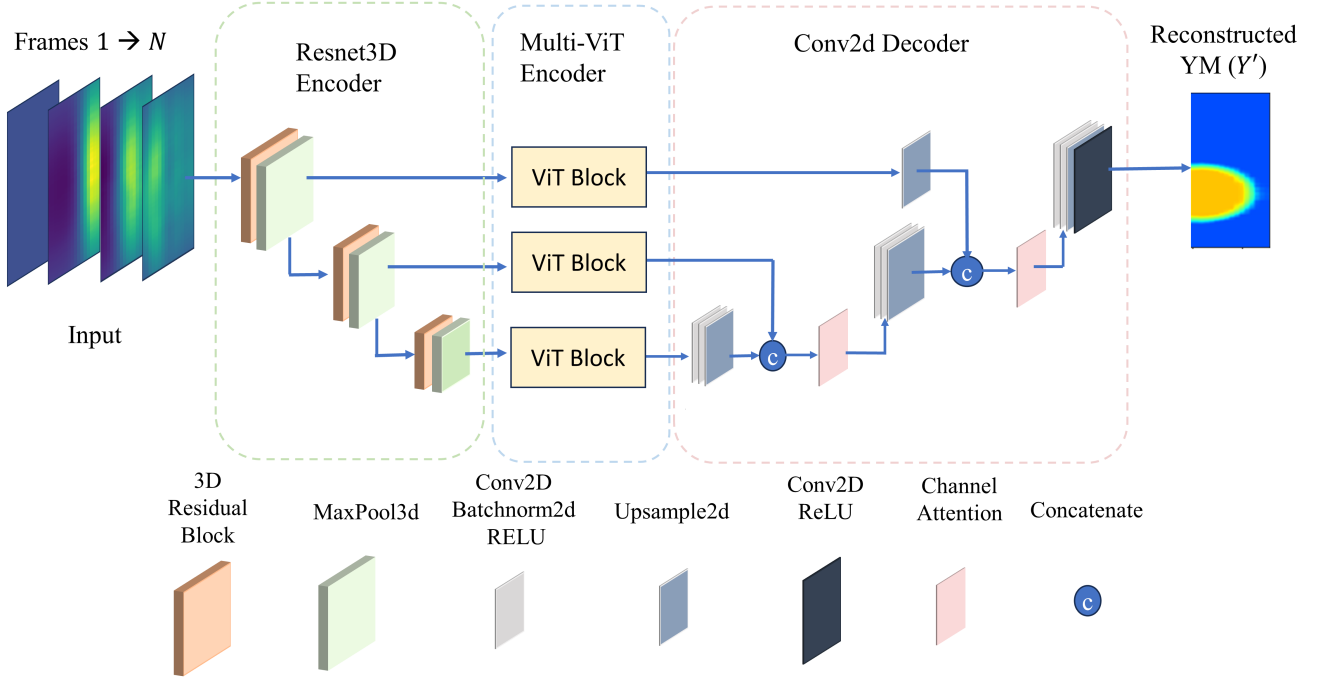 Frames 1 → N
Resnet3D
Encoder
Multi-ViT
Encoder
Conv2d Decoder
Reconstructed
YM (Y′)
ViT Block
ViT Block
ViT Block
c
c
Input
3D
Residual
Block
MaxPool3d
Conv2D
Batchnorm2d
RELU
Upsample2d
Conv2D
ReLU
Channel
Attention
Concatenate
c